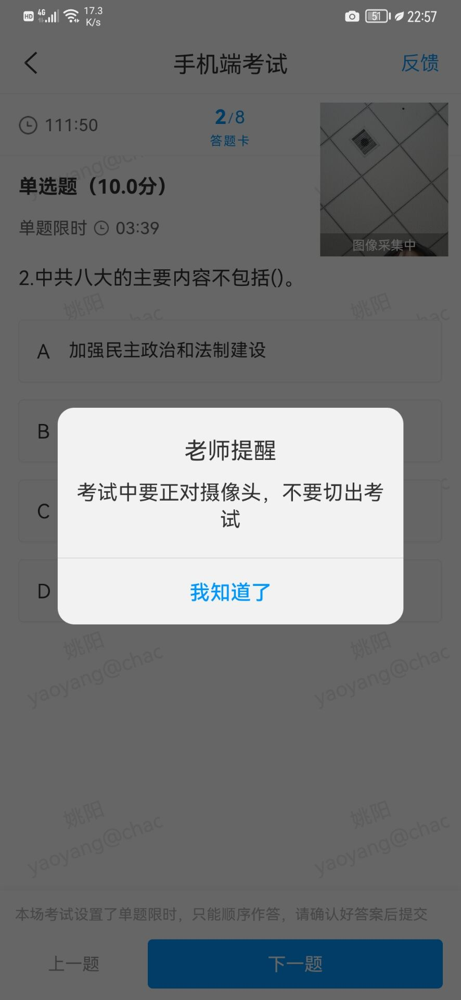 HD 4G 17.3 K/s 51 22:57
手机端考试 反馈
111:50 2/8
答题卡
单选题（10.0分）
单题限时 03:39
图像采集中
2.中共八大的主要内容不包括()。
姚阳 姚阳
A 加强民主政治和法制建设
B
老师提醒
考试中要正对摄像头，不要切出考
试
C
我知道了
D
姚阳 姚阳
yaoyang@chac yaoyang@chac
姚阳 姚阳
yaoyang@chac yaoyang@chac
本场考试设置了单题限时，只能顺序作答，请确认好答案后提交
上一题 下一题